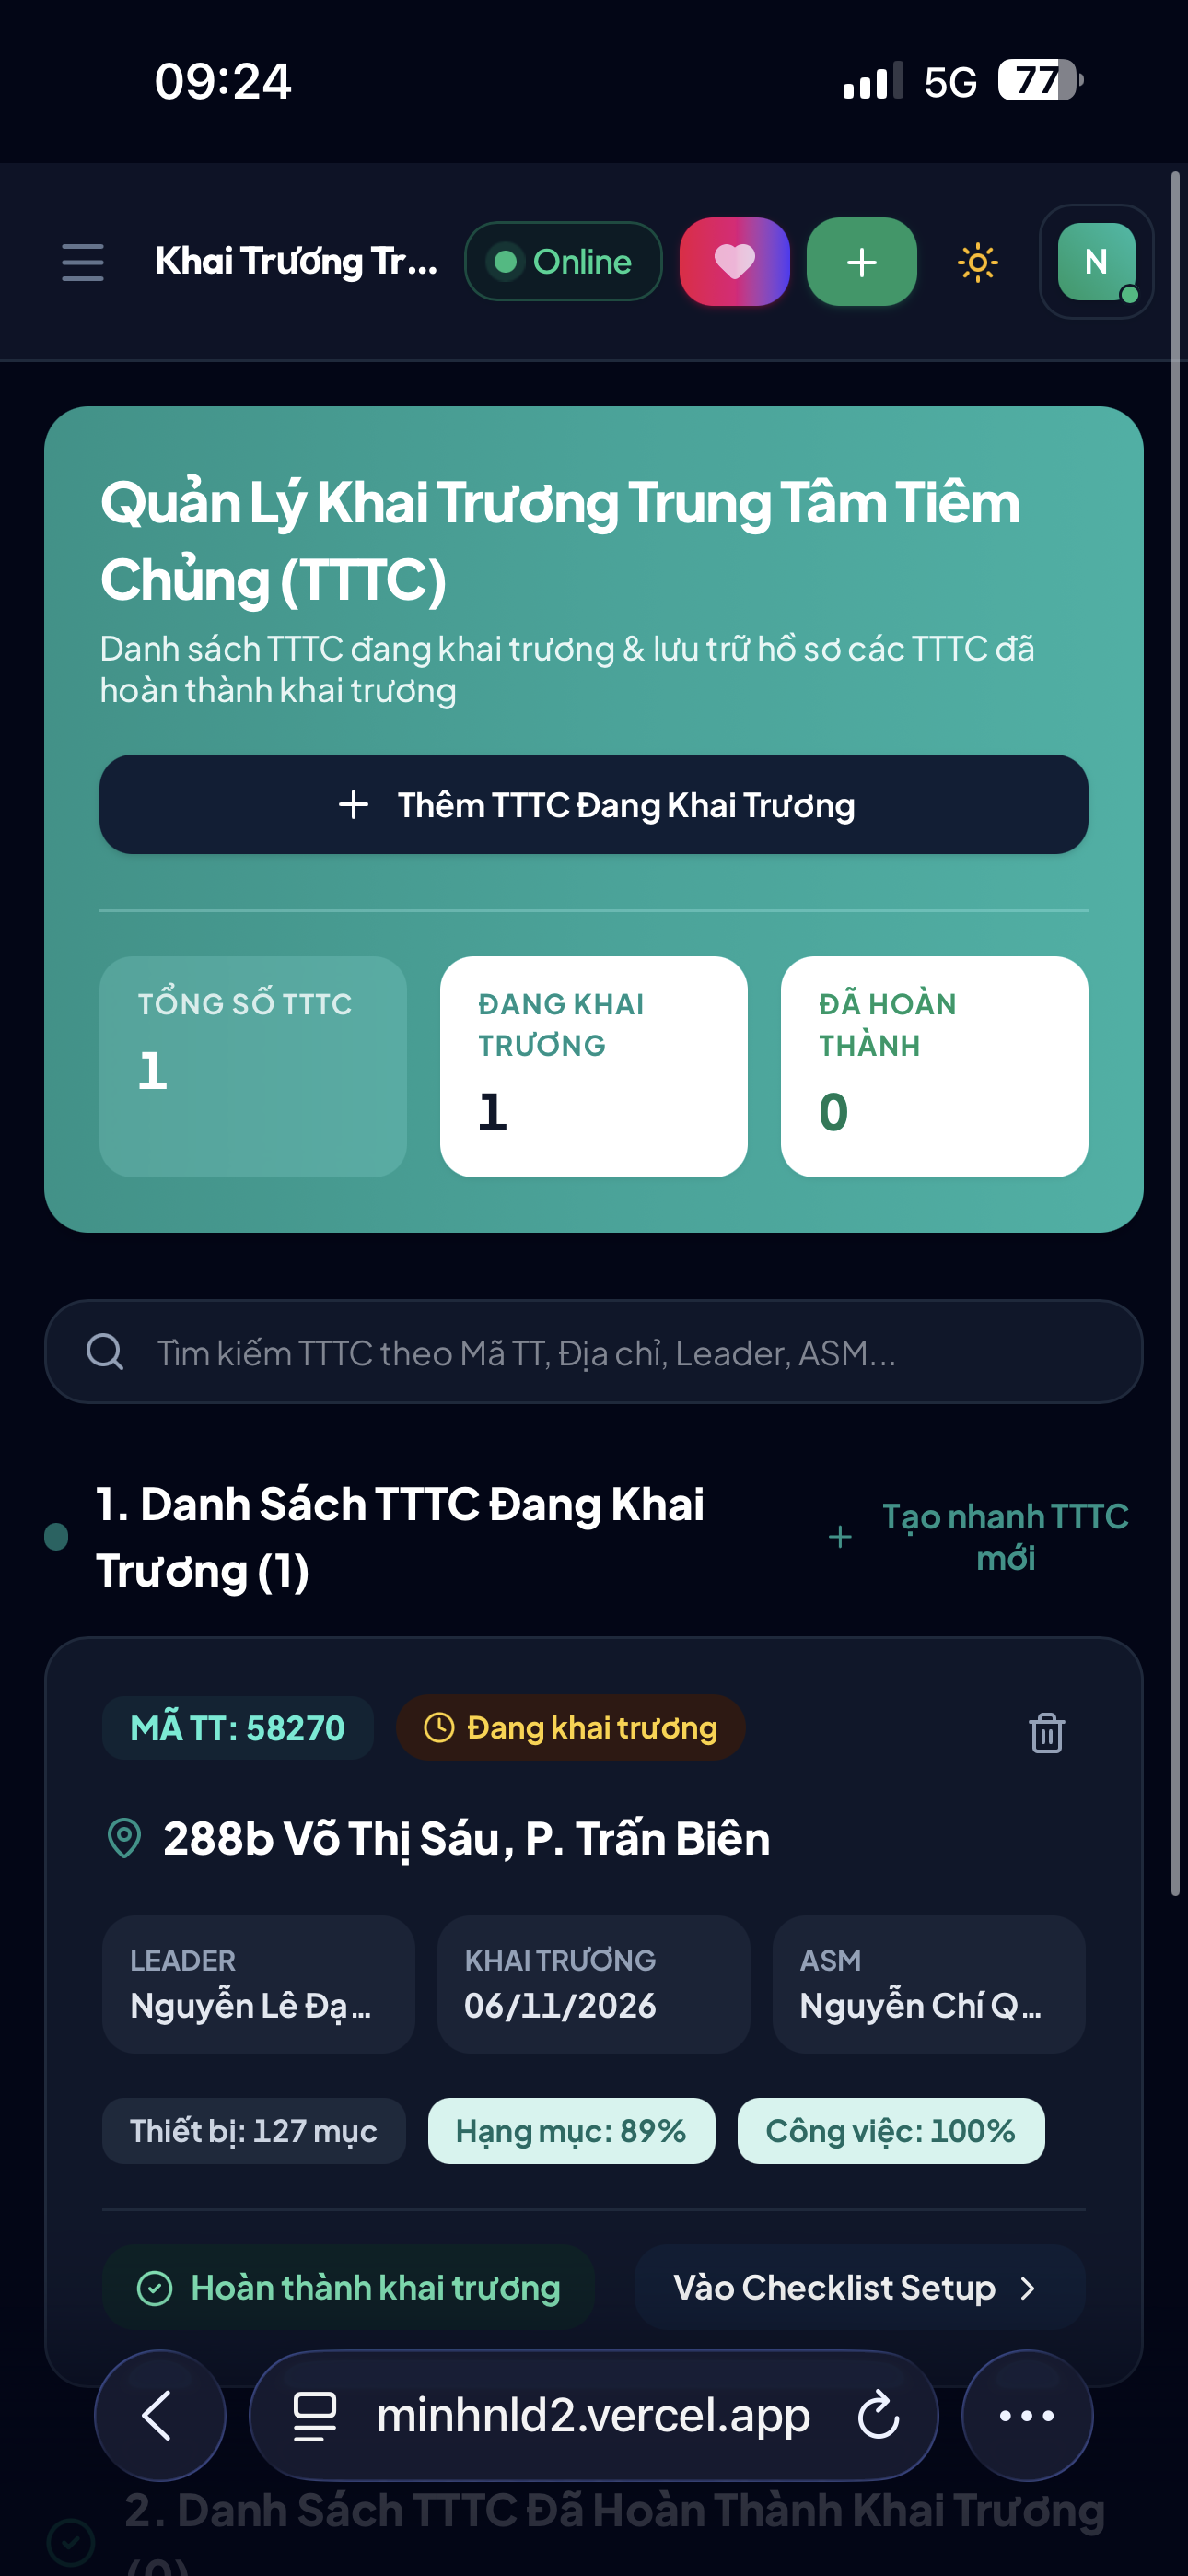 09:24
5G
77
Khai Trương Tr...
Online
N
Quản Lý Khai Trương Trung Tâm Tiêm
Chủng (TTTC)
Danh sách TTTC đang khai trương & lưu trữ hồ sơ các TTTC đã
hoàn thành khai trương
Thêm TTTC Đang Khai Trương
TỔNG SỐ TTTC
1
ĐANG KHAI
TRƯƠNG
1
ĐÃ HOÀN
THÀNH
0
Tìm kiếm TTTC theo Mã TT, Địa chỉ, Leader, ASM...
1. Danh Sách TTTC Đang Khai
Trương (1)
Tạo nhanh TTTC
mới
MÃ TT: 58270
Đang khai trương
288b Võ Thị Sáu, P. Trấn Biên
LEADER
Nguyễn Lê Đạ...
KHAI TRƯƠNG
06/11/2026
ASM
Nguyễn Chí Q...
Thiết bị: 127 mục
Hạng mục: 89%
Công việc: 100%
Hoàn thành khai trương
Vào Checklist Setup
minhnld2.vercel.app
2. Danh Sách TTTC Đã Hoàn Thành Khai Trương
(0)